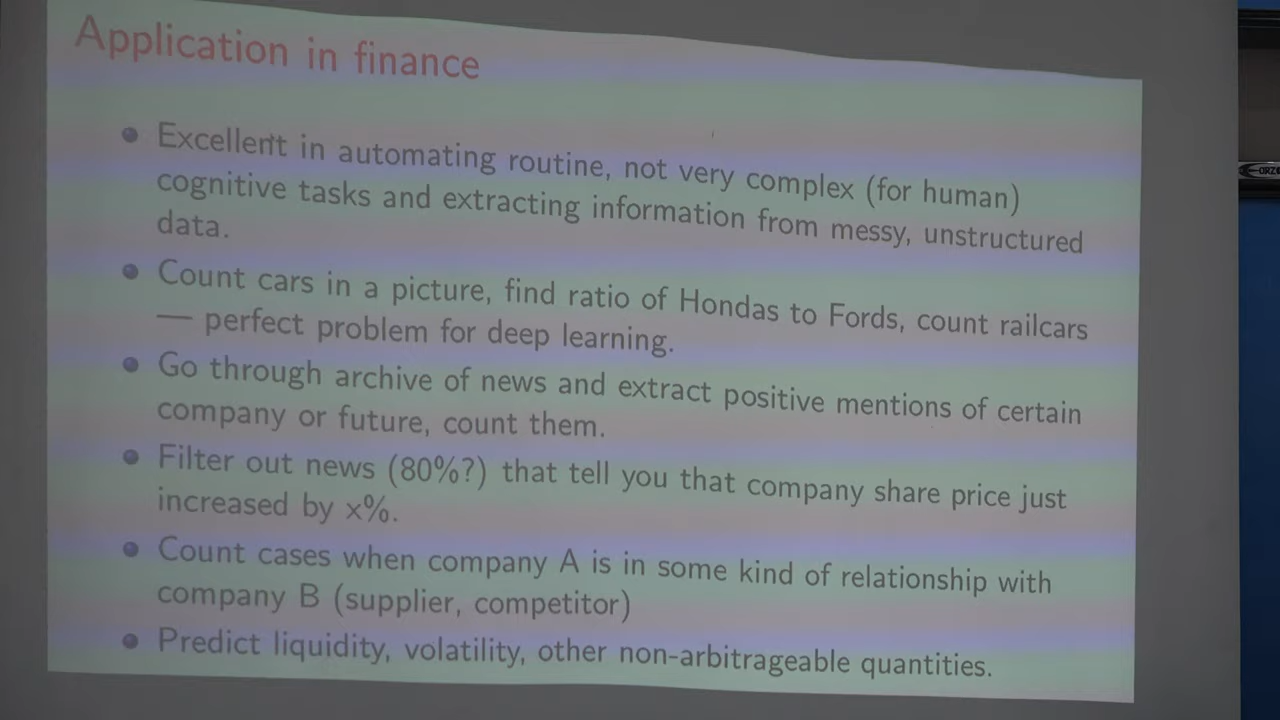 Application in finance
Excellent in automating routine, not very complex (for human)
cognitive tasks and extracting information from messy, unstructured
data.
Count cars in a picture, find ratio of Hondas to Fords, count railcars
— perfect problem for deep learning.
Go through archive of news and extract positive mentions of certain
company or future, count them.
Filter out news (80%?) that tell you that company share price just
increased by x%.
Count cases when company A is in some kind of relationship with
company B (supplier, competitor)
Predict liquidity, volatility, other non-arbitrageable quantities.